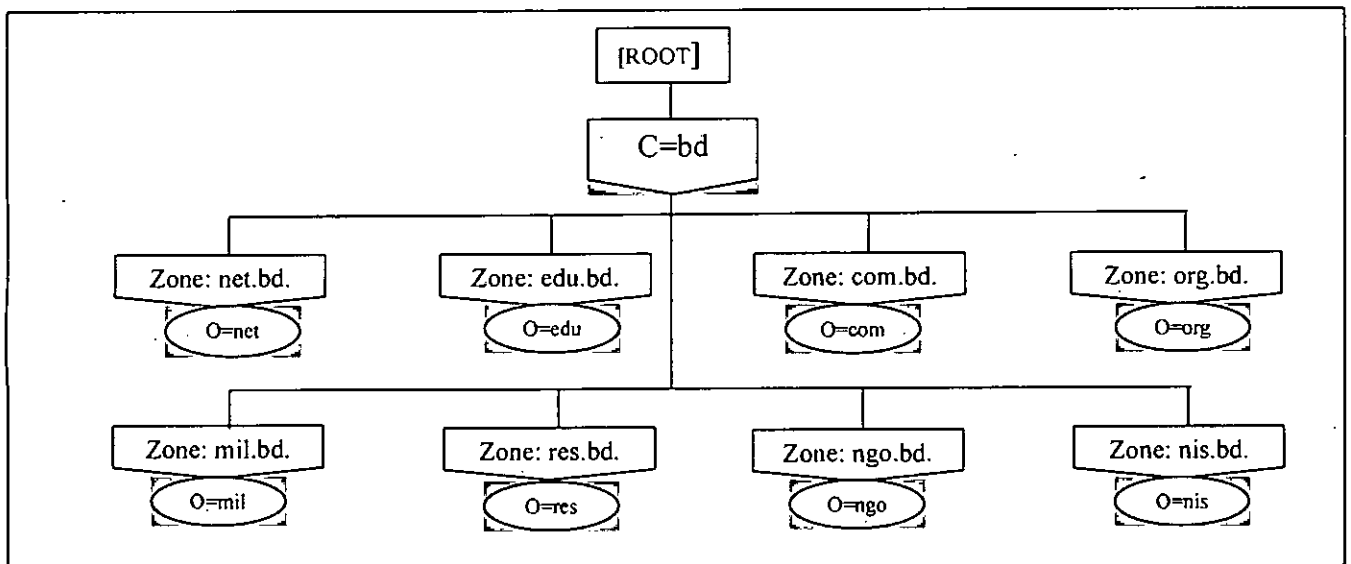 [ROOT]
C=bd
Zone: net.bd.
Zone: edu.bd.
Zone: com.bd.
Zone: org.bd.
O=net
O=edu
O=com
O=org
Zone: mil.bd.
Zone: res.bd.
Zone: ngo.bd.
Zone: nis.bd.
O=mil
O=res
O=ngo
O=nis